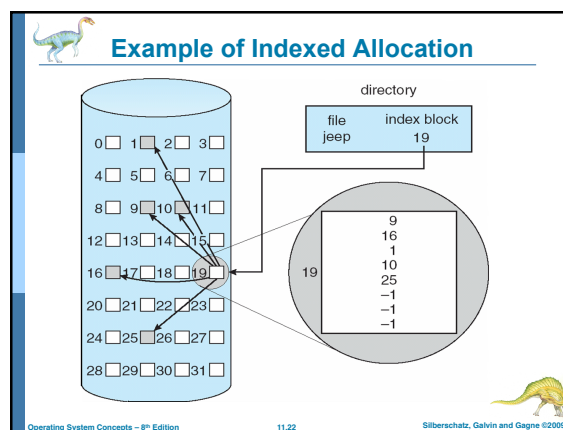 Example of Indexed Allocation
directory
file index block
jeep 19
0 1 2 3
4 5 6 7
8 9 10 11
12 13 14 15
16 17 18 19
20 21 22 23
24 25 26 27
28 29 30 31
19
9
16
1
10
25
–1
–1
–1
Operating System Concepts – 8th Edition 11.22 Silberschatz, Galvin and Gagne ©2009